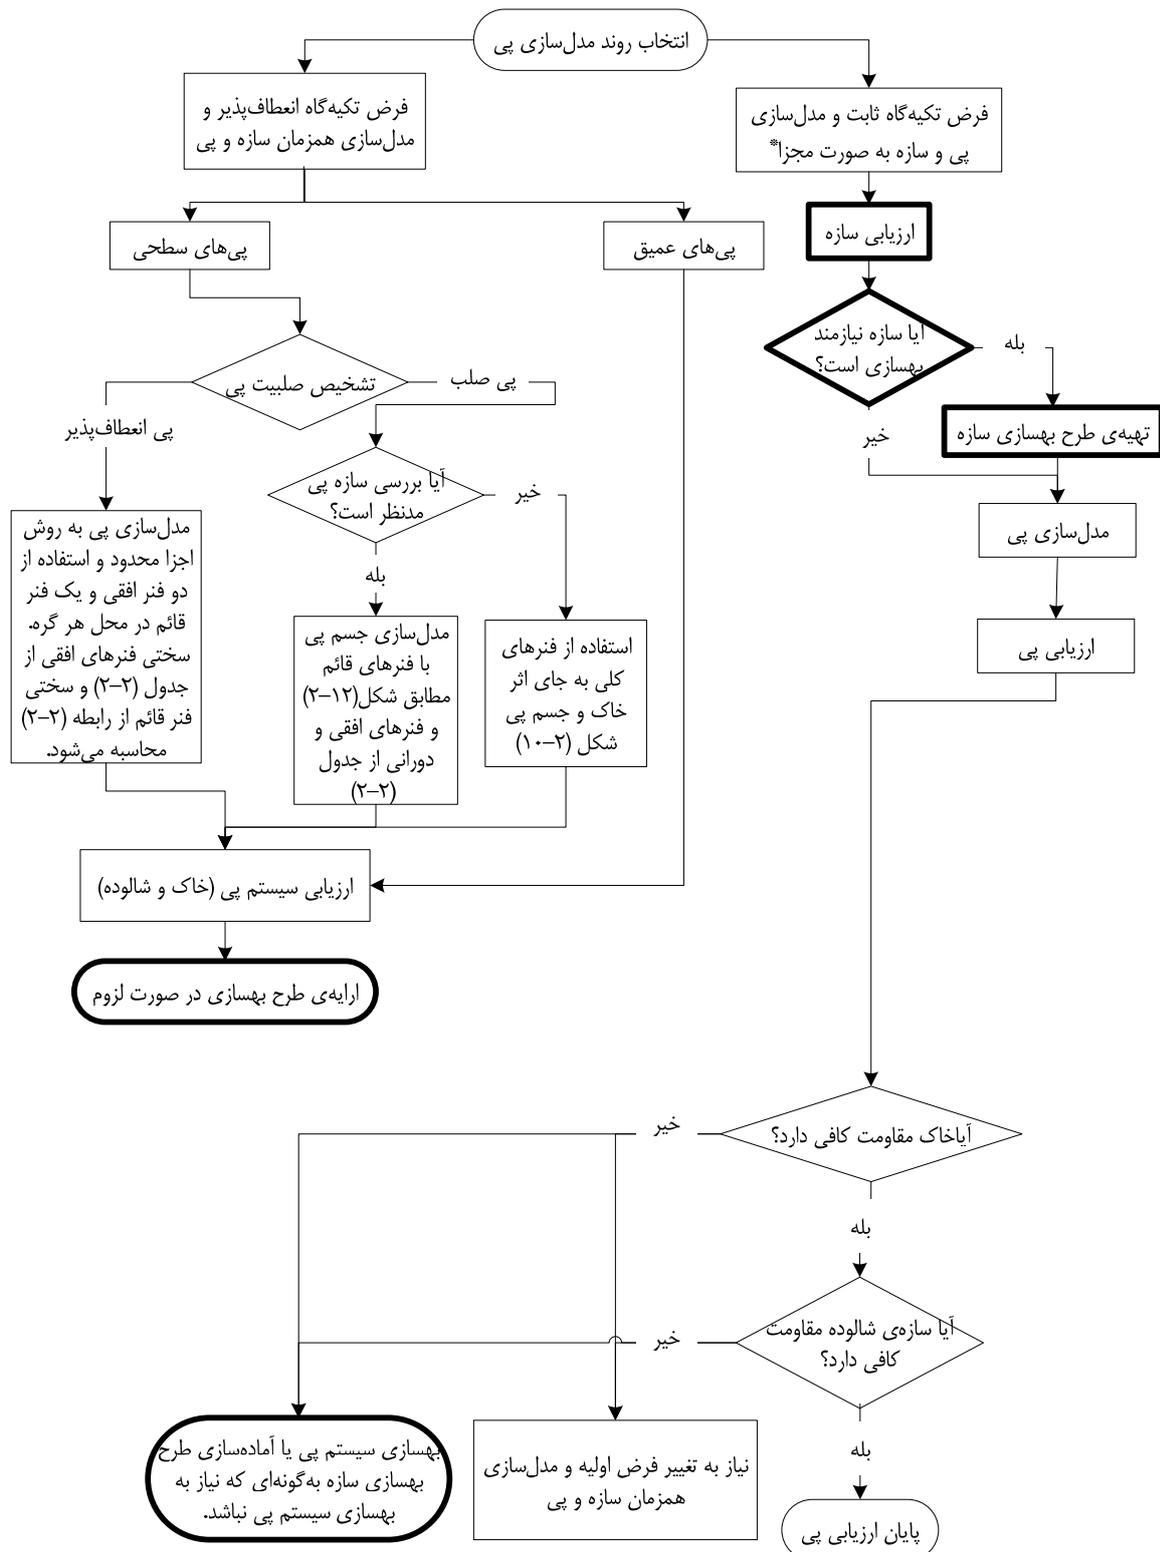 انتخاب روند مدل‌سازی پی
فرض تکیه‌گاه ثابت و مدل‌سازی
پی و سازه به صورت مجزا*
ارزیابی سازه
آیا سازه نیازمند
بهسازی است؟
بله
خیر
تهیه‌ی طرح بهسازی سازه
مدل‌سازی پی
ارزیابی پی
فرض تکیه‌گاه انعطاف‌پذیر و
مدل‌سازی همزمان سازه و پی
پی‌های عمیق
پی‌های سطحی
تشخیص صلبیت پی
پی صلب
پی انعطاف‌پذیر
آیا بررسی سازه پی
مدنظر است؟
خیر
بله
استفاده از فنرهای
کلی به جای اثر
خاک و جسم پی
شکل (۲-۱۰)
مدل‌سازی جسم پی
با فنرهای قائم
مطابق شکل(۲-۱۲)
و فنرهای افقی و
دورانی از جدول
(۲-۲)
مدل‌سازی پی به روش
اجزا محدود و استفاده از
دو فنر افقی و یک فنر
قائم در محل هر گره.
سختی فنرهای افقی از
جدول (۲-۲) و سختی
فنر قائم از رابطه (۲-۲)
محاسبه می‌شود.
ارزیابی سیستم پی (خاک و شالوده)
ارایه‌ی طرح بهسازی در صورت لزوم
آیاخاک مقاومت کافی دارد؟
خیر
بله
آیا سازه‌ی شالوده مقاومت
کافی دارد؟
خیر
بله
پایان ارزیابی پی
نیاز به تغییر فرض اولیه و مدل‌سازی
همزمان سازه و پی
بهسازی سیستم پی یا آماده‌سازی طرح
بهسازی سازه به‌گونه‌ای که نیاز به
بهسازی سیستم پی نباشد.